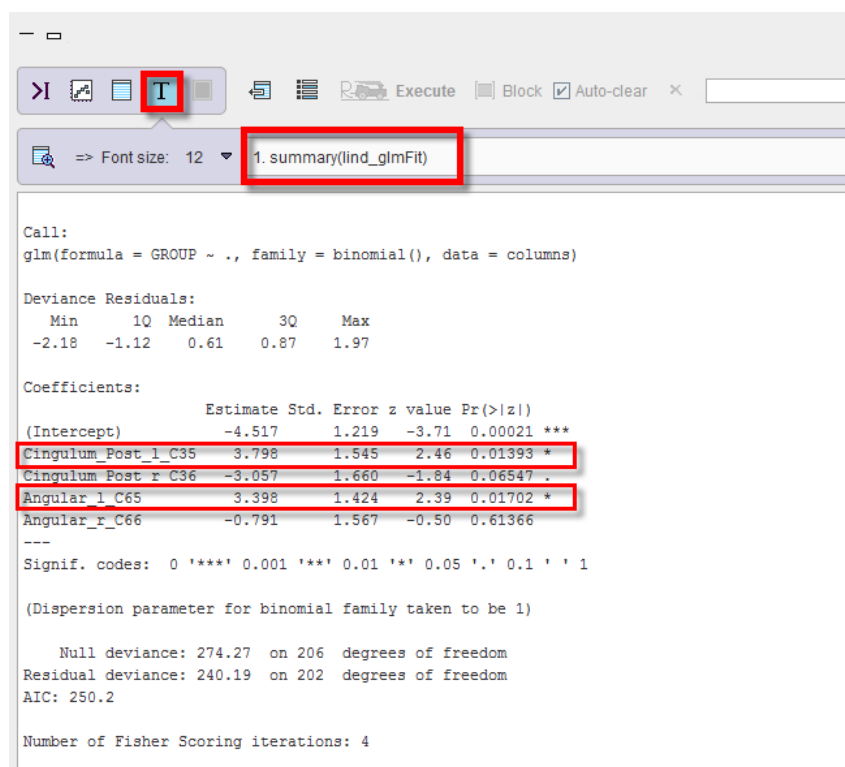 >I T Execute Block Auto-clear ×
=> Font size: 12 1. summary(lind_glmFit)
Call:
glm(formula = GROUP ~ ., family = binomial(), data = columns)
Deviance Residuals:
Min 1Q Median 3Q Max
-2.18 -1.12 0.61 0.87 1.97
Coefficients:
Estimate Std. Error z value Pr(>|z|)
(Intercept) -4.517 1.219 -3.71 0.00021 ***
Cingulum_Post_l_C35 3.798 1.545 2.46 0.01393 *
Cingulum_Post_r_C36 -3.057 1.660 -1.84 0.06547 .
Angular_l_C65 3.398 1.424 2.39 0.01702 *
Angular_r_C66 -0.791 1.567 -0.50 0.61366
---
Signif. codes: 0 '***' 0.001 '**' 0.01 '*' 0.05 '.' 0.1 ' ' 1
(Dispersion parameter for binomial family taken to be 1)
Null deviance: 274.27 on 206 degrees of freedom
Residual deviance: 240.19 on 202 degrees of freedom
AIC: 250.2
Number of Fisher Scoring iterations: 4